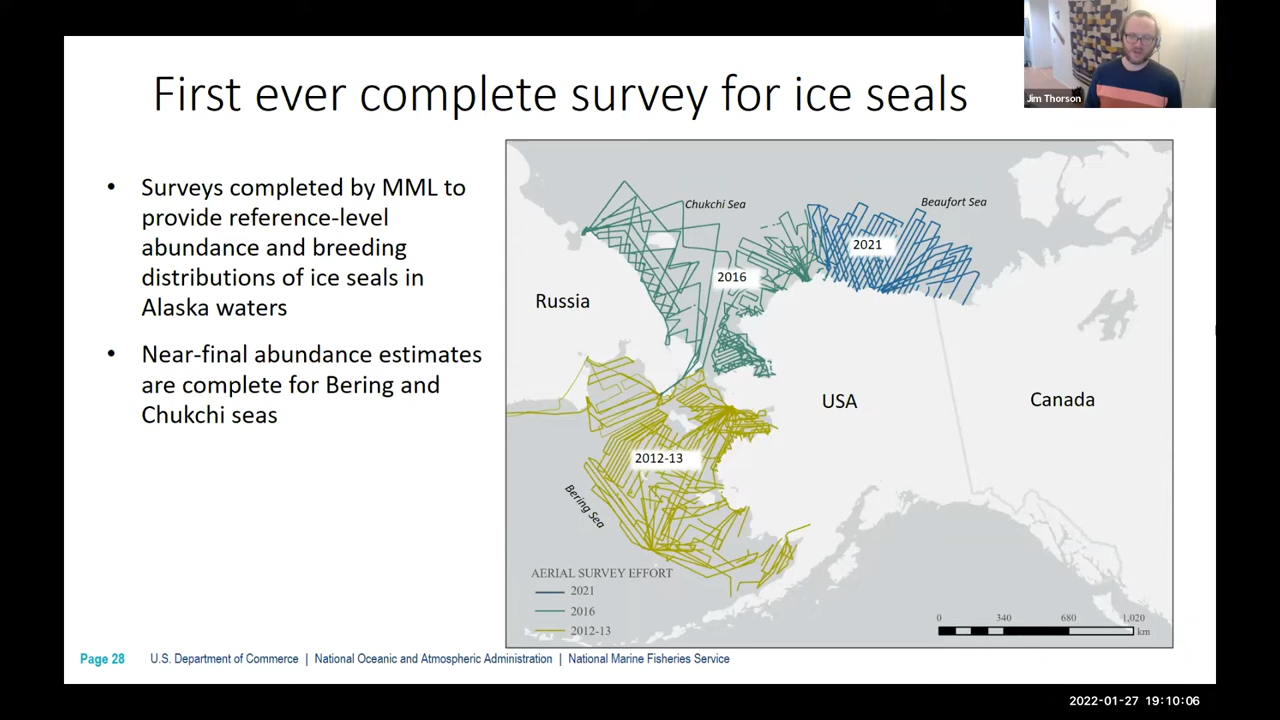 First ever complete survey for ice seals
Jim Thorson
• Surveys completed by MML to
provide reference-level
abundance and breeding
distributions of ice seals in
Alaska waters
• Near-final abundance estimates
are complete for Bering and
Chukchi seas
Chukchi Sea
Beaufort Sea
2021
2016
Russia
USA
Canada
2012-13
Bering Sea
AERIAL SURVEY EFFORT
2021
2016
2012-13
0 340 680 1,020
km
Page 28 U.S. Department of Commerce | National Oceanic and Atmospheric Administration | National Marine Fisheries Service
2022-01-27 19:10:06